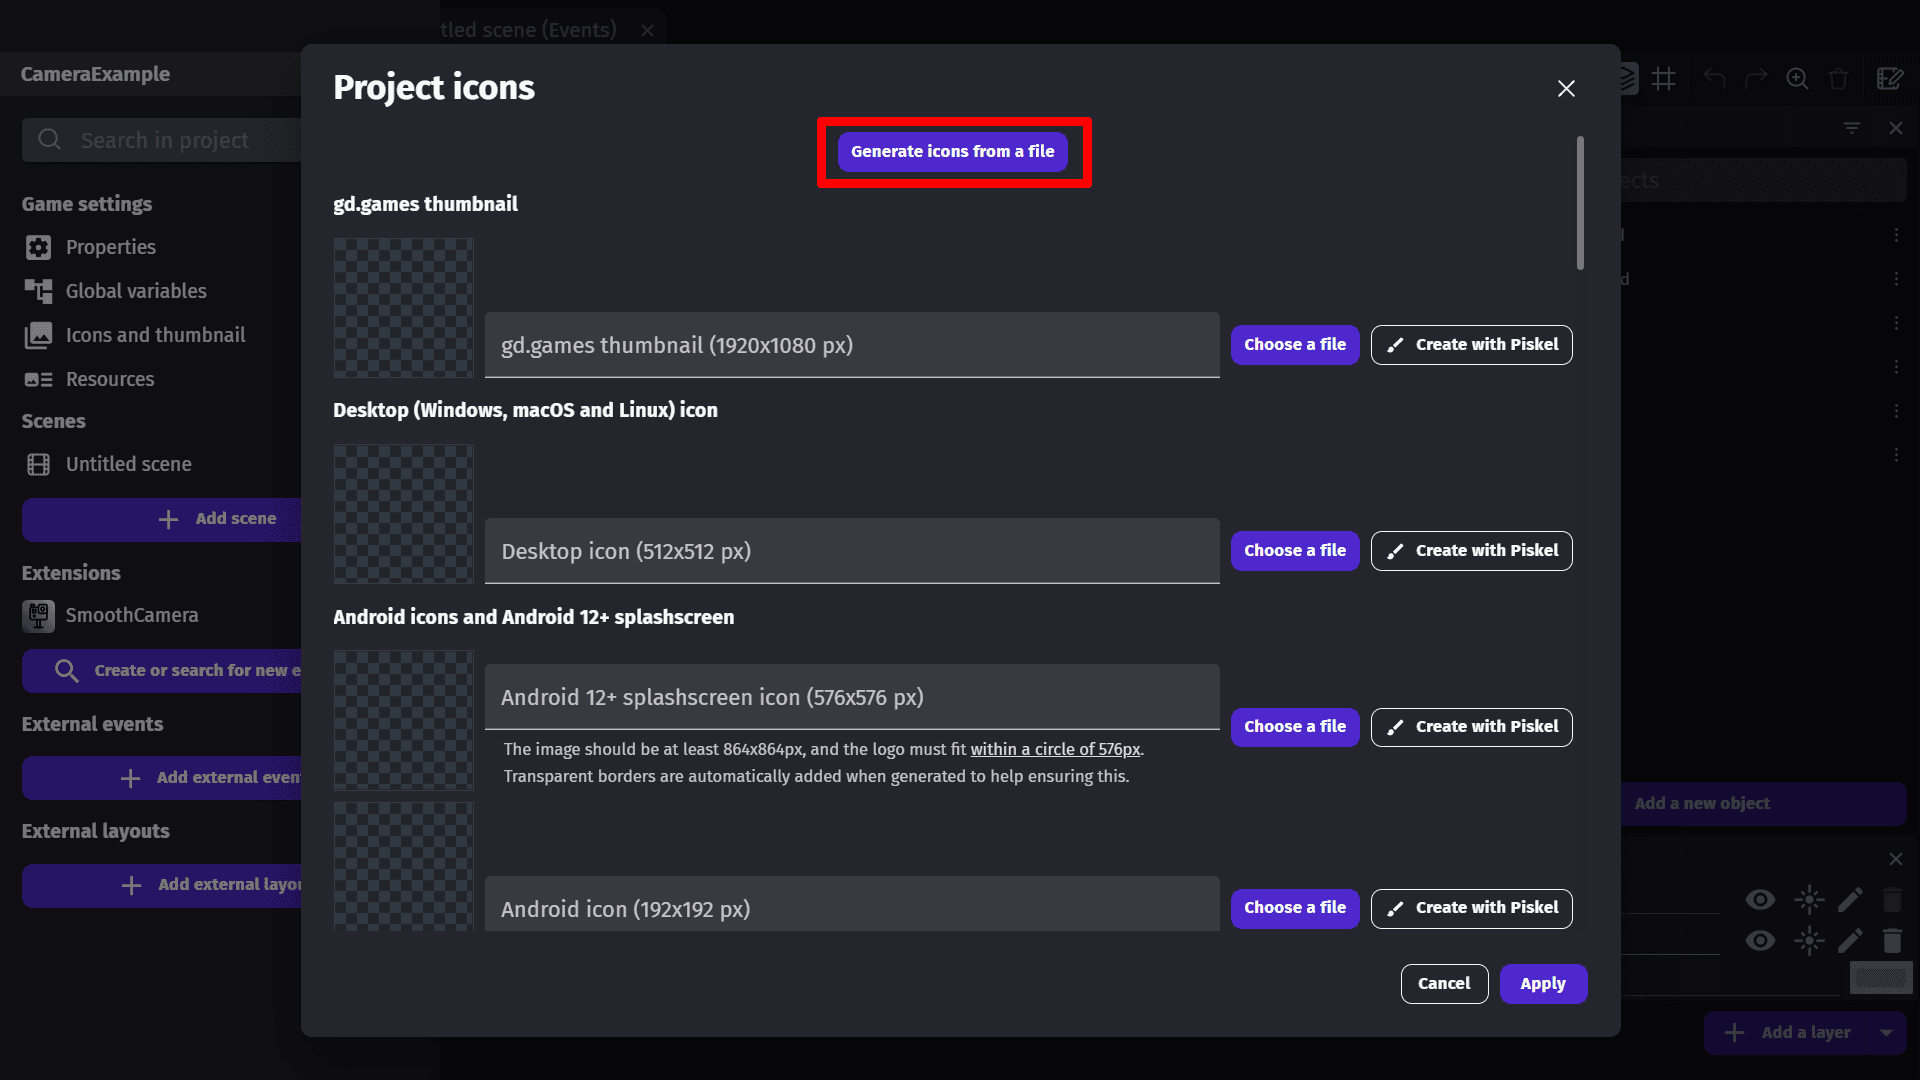 tled scene (Events)
CameraExample
Search in project
Game settings
Properties
Global variables
Icons and thumbnail
Resources
Scenes
Untitled scene
Add scene
Extensions
SmoothCamera
Create or search for new e
External events
Add external even
External layouts
Add external layou
Project icons
Generate icons from a file
gd.games thumbnail
gd.games thumbnail (1920x1080 px)
Choose a file
Create with Piskel
Desktop (Windows, macOS and Linux) icon
Desktop icon (512x512 px)
Choose a file
Create with Piskel
Android icons and Android 12+ splashscreen
Android 12+ splashscreen icon (576x576 px)
Choose a file
Create with Piskel
The image should be at least 864x864px, and the logo must fit within a circle of 576px.
Transparent borders are automatically added when generated to help ensuring this.
Android icon (192x192 px)
Choose a file
Create with Piskel
Cancel
Apply
ects
d
Add a new object
Add a layer